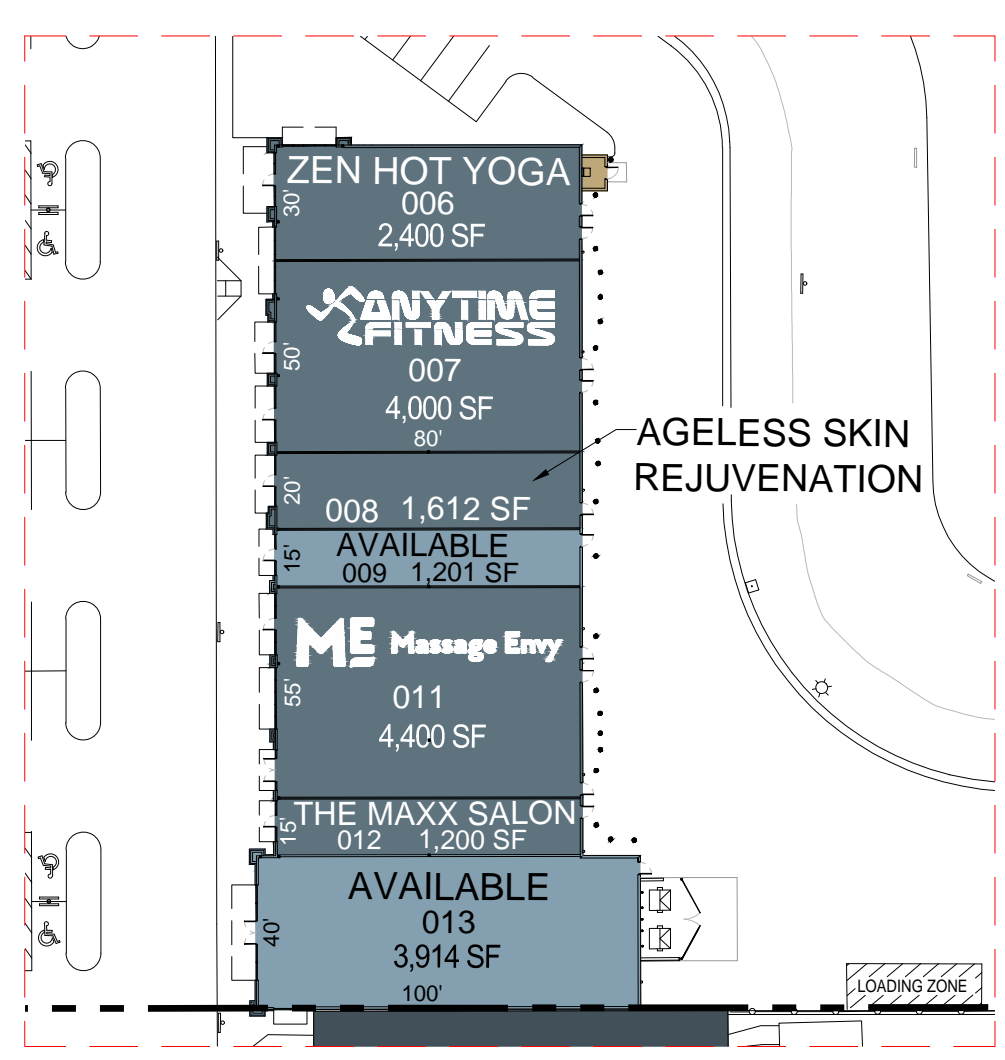 ZEN HOT YOGA
006
30'
2,400 SF
ANYTIME
FITNESS
50'
007
4,000 SF
80'
AGELESS SKIN
REJUVENATION
20'
008 1,612 SF
AVAILABLE
15'
009 1,201 SF
ME Massage Envy
55'
011
4,400 SF
THE MAXX SALON
15'
012 1,200 SF
AVAILABLE
013
40'
3,914 SF
100'
LOADING ZONE